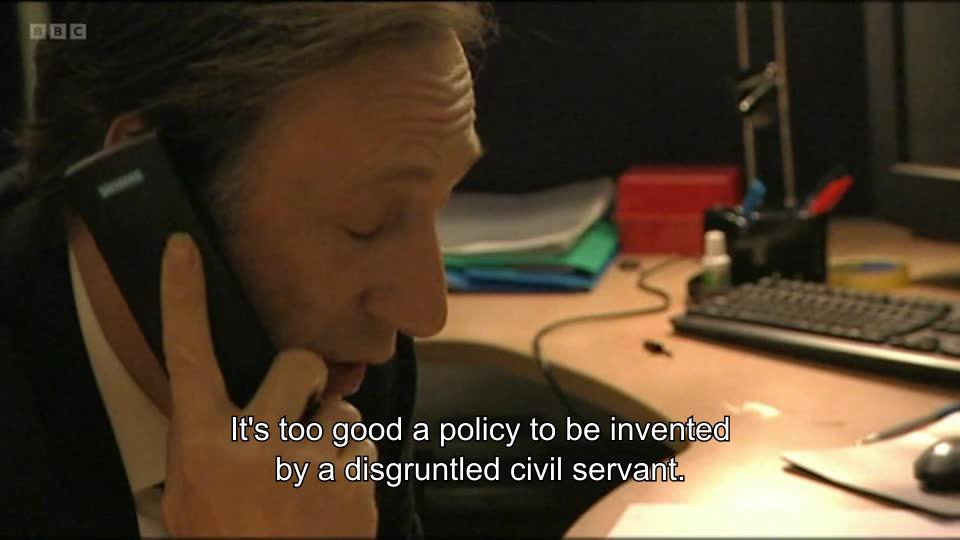 BBC
It's too good a policy to be invented
by a disgruntled civil servant.